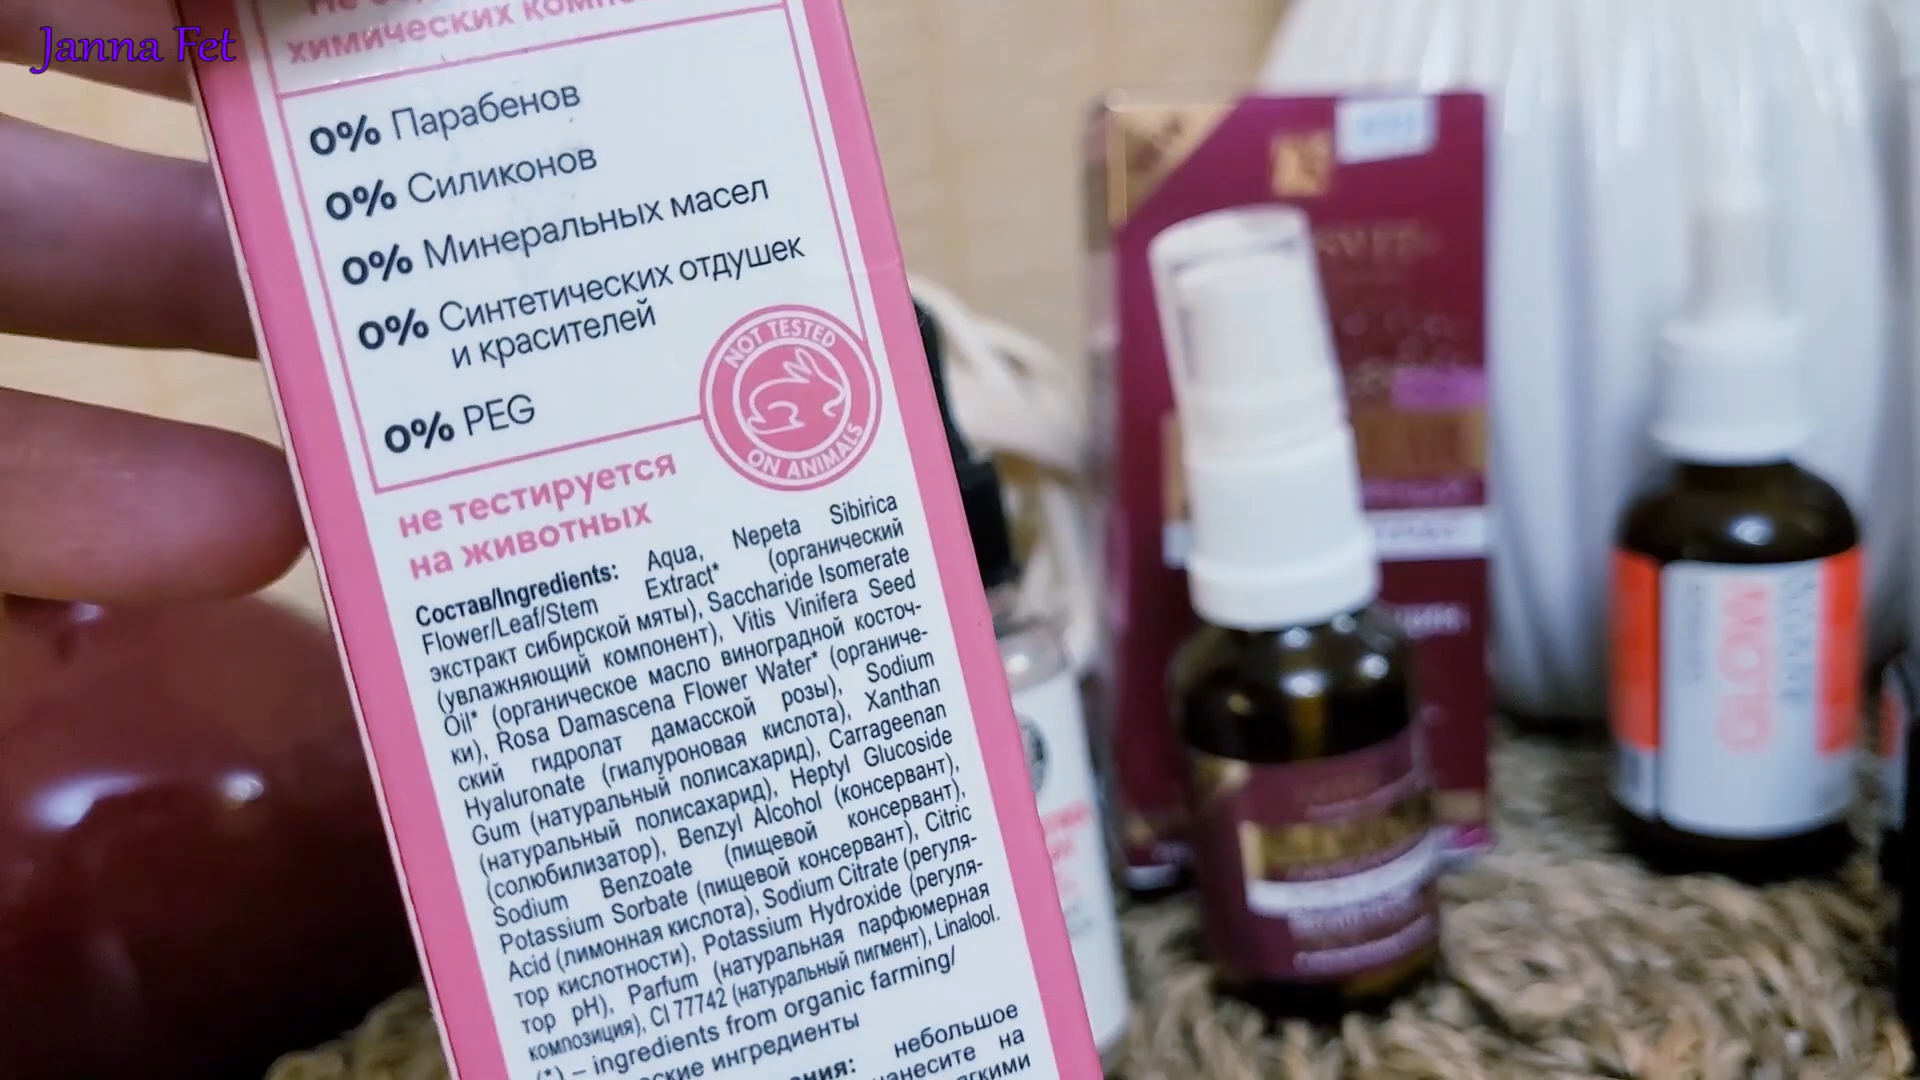 Janna Fet
химических
0% Парабенов
0% Силиконов
0% Минеральных масел
0% Синтетических отдушек
и красителей
0% PEG
NOT TESTED
ON ANIMALS
не тестируется
на животных
Состав/Ingredients: Aqua, Nepeta Sibirica
Flower/Leaf/Stem Extract* (органический
экстракт сибирской мяты), Saccharide Isomerate
(увлажняющий компонент), Vitis Vinifera Seed
Oil* (органическое масло виноградной косточ-
ки), Rosa Damascena Flower Water* (органиче-
ский гидролат дамасской розы), Sodium
Hyaluronate (гиалуроновая кислота), Xanthan
Gum (натуральный полисахарид), Carrageenan
(натуральный полисахарид), Heptyl Glucoside
(солюбилизатор), Benzyl Alcohol (консервант),
Sodium Benzoate (пищевой консервант),
Potassium Sorbate (пищевой консервант), Citric
Acid (лимонная кислота), Sodium Citrate (регуля-
тор кислотности), Potassium Hydroxide (регуля-
тор pH), Parfum (натуральная парфюмерная
композиция), CI 77742 (натуральный пигмент), Linalool.
(*) – ingredients from organic farming/
ингредиенты
небольшое
на